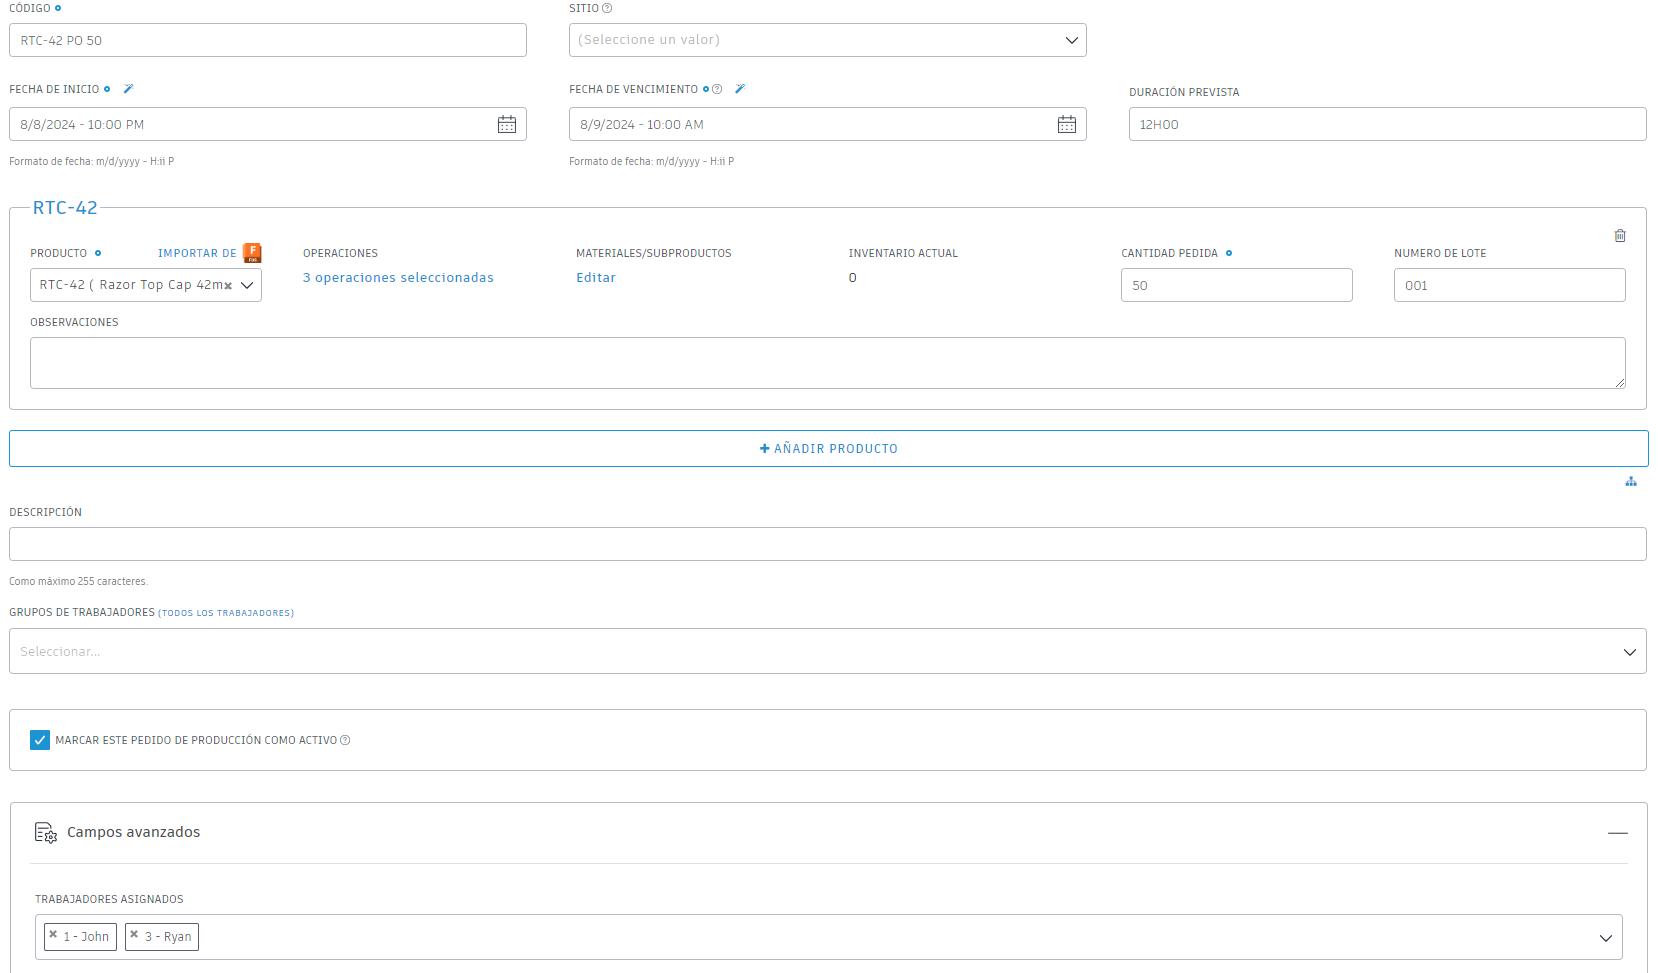 CÓDIGO
SITIO
RTC-42 PO 50
(Seleccione un valor)
FECHA DE INICIO
FECHA DE VENCIMIENTO
DURACIÓN PREVISTA
8/8/2024 - 10:00 PM
8/9/2024 - 10:00 AM
12H00
Formato de fecha: m/d/yyyy - H:ii P
Formato de fecha: m/d/yyyy - H:ii P
RTC-42
PRODUCTO
IMPORTAR DE
OPERACIONES
MATERIALES/SUBPRODUCTOS
INVENTARIO ACTUAL
CANTIDAD PEDIDA
NUMERO DE LOTE
RTC-42 ( Razor Top Cap 42m
3 operaciones seleccionadas
Editar
0
50
001
OBSERVACIONES
+ AÑADIR PRODUCTO
DESCRIPCIÓN
Como máximo 255 caracteres.
GRUPOS DE TRABAJADORES (TODOS LOS TRABAJADORES)
Seleccionar...
MARCAR ESTE PEDIDO DE PRODUCCIÓN COMO ACTIVO
Campos avanzados
TRABAJADORES ASIGNADOS
1 - John
3 - Ryan